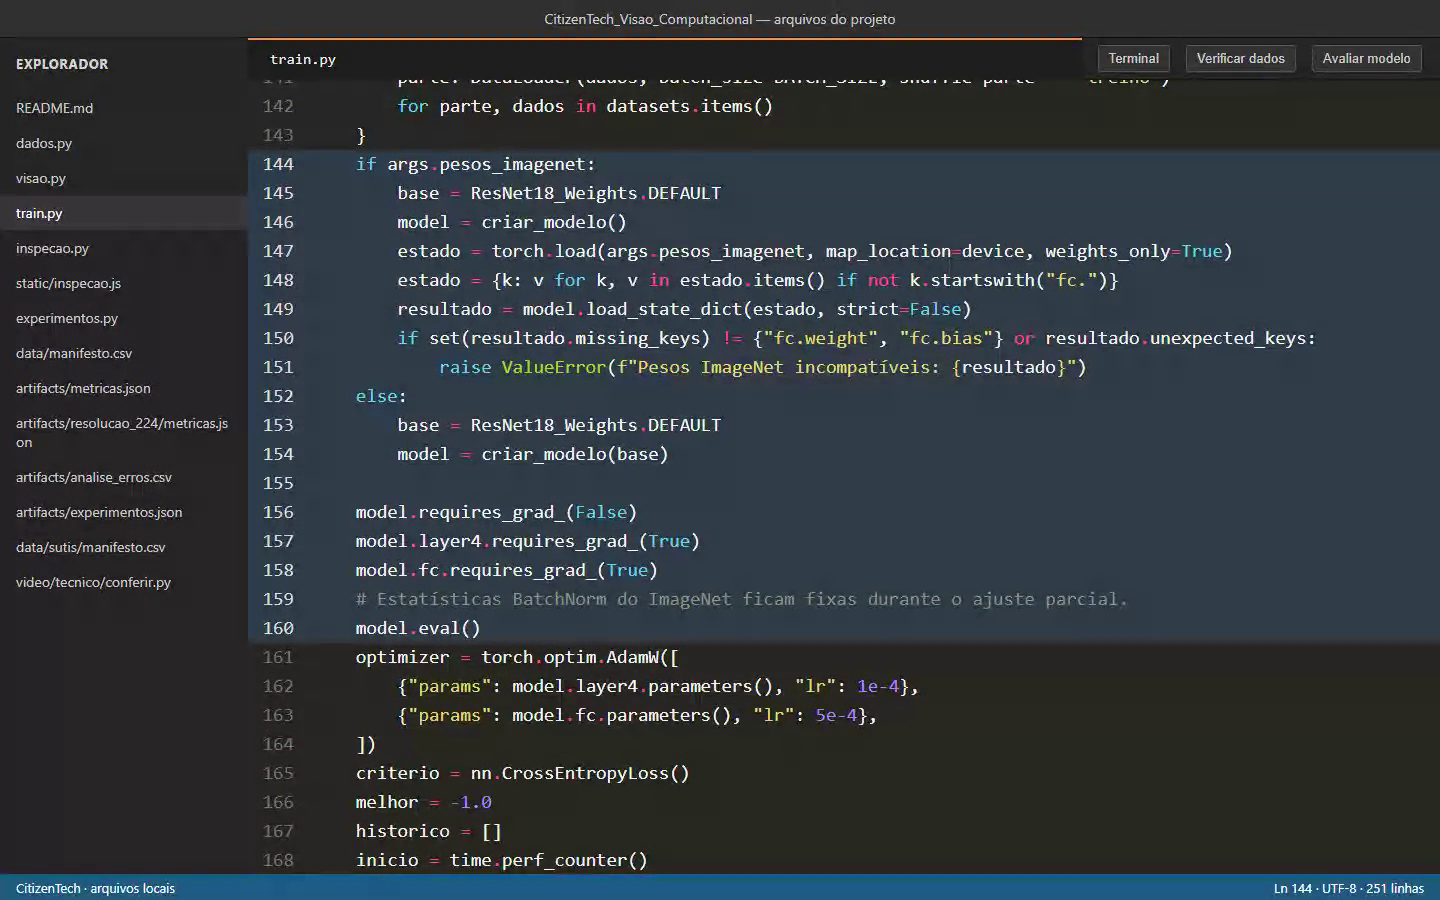 CitizenTech_Visao_Computacional — arquivos do projeto
EXPLORADOR
README.md
dados.py
visao.py
train.py
inspecao.py
static/inspecao.js
experimentos.py
data/manifesto.csv
artifacts/metricas.json
artifacts/resolucao_224/metricas.js
on
artifacts/analise_erros.csv
artifacts/experimentos.json
data/sutis/manifesto.csv
video/tecnico/conferir.py
train.py
Terminal
Verificar dados
Avaliar modelo
142 for parte, dados in datasets.items()
143 }
144 if args.pesos_imagenet:
145 base = ResNet18_Weights.DEFAULT
146 model = criar_modelo()
147 estado = torch.load(args.pesos_imagenet, map_location=device, weights_only=True)
148 estado = {k: v for k, v in estado.items() if not k.startswith("fc.")}
149 resultado = model.load_state_dict(estado, strict=False)
150 if set(resultado.missing_keys) != {"fc.weight", "fc.bias"} or resultado.unexpected_keys:
151 raise ValueError(f"Pesos ImageNet incompatíveis: {resultado}")
152 else:
153 base = ResNet18_Weights.DEFAULT
154 model = criar_modelo(base)
155
156 model.requires_grad_(False)
157 model.layer4.requires_grad_(True)
158 model.fc.requires_grad_(True)
159 # Estatísticas BatchNorm do ImageNet ficam fixas durante o ajuste parcial.
160 model.eval()
161 optimizer = torch.optim.AdamW([
162 {"params": model.layer4.parameters(), "lr": 1e-4},
163 {"params": model.fc.parameters(), "lr": 5e-4},
164 ])
165 criterio = nn.CrossEntropyLoss()
166 melhor = -1.0
167 historico = []
168 inicio = time.perf_counter()
CitizenTech · arquivos locais
Ln 144 · UTF-8 · 251 linhas